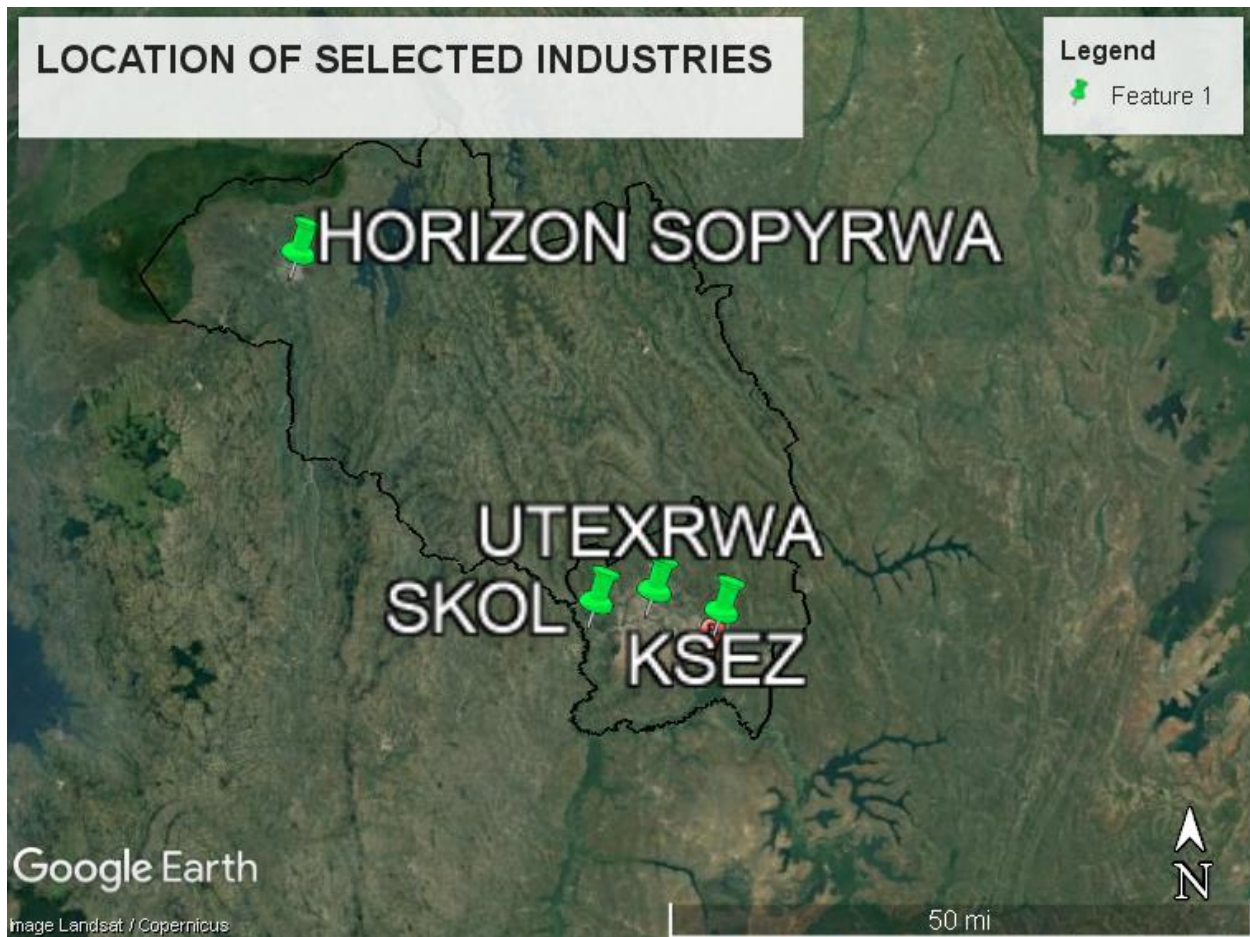 LOCATION OF SELECTED INDUSTRIES
Legend
Feature 1
HORIZON SOPYRWA
UTEXRWA
SKOL
KSEZ
Google Earth
Image Landsat / Copernicus
N
50 mi